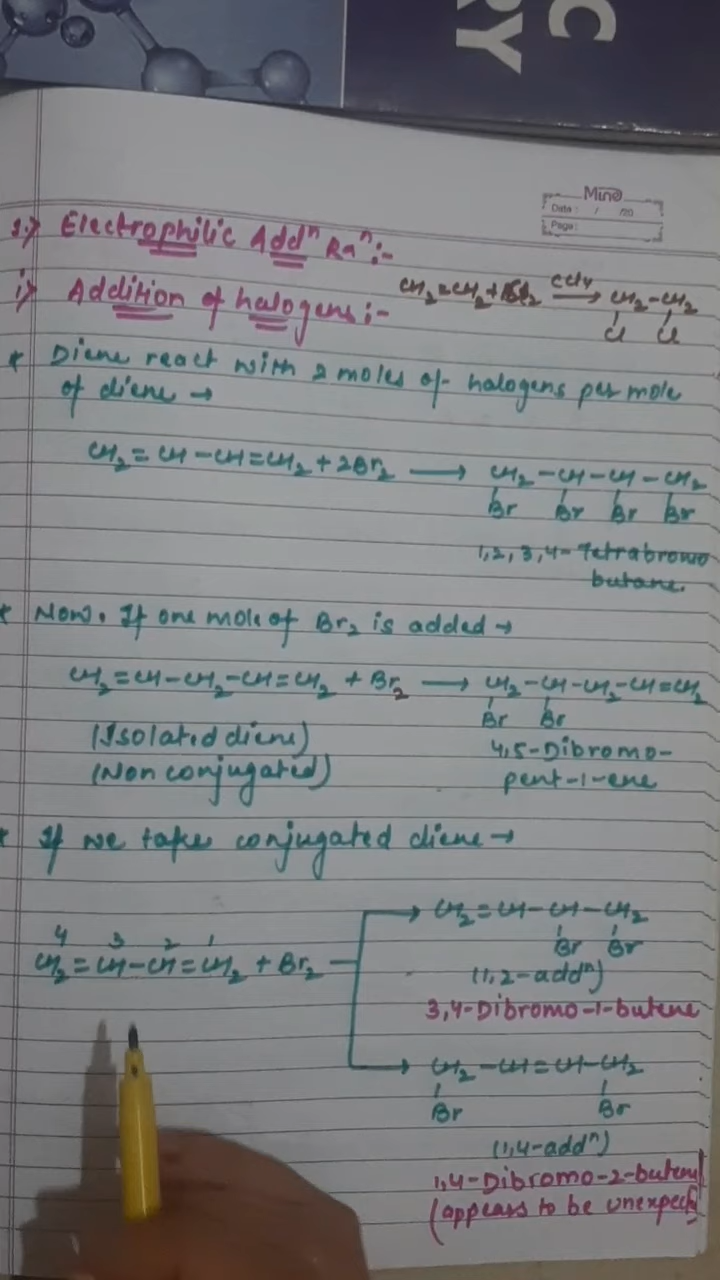 C
RY
Mino
Date : / /20
Page:
1.) Electrophilic Addⁿ Rxⁿ :-
i) Addition of halogens :-
CH₂=CH₂ + Cl₂ CCl₄ → CH₂-CH₂
Cl Cl
* Diene react with 2 moles of halogens per mole
of diene →
CH₂ = CH - CH = CH₂ + 2Br₂ → CH₂ - CH - CH - CH₂
Br Br Br Br
1,2,3,4- Tetrabromo
butane.
* Now. If one mole of Br₂ is added →
CH₂ = CH - CH₂ - CH = CH₂ + Br₂ → CH₂ - CH - CH₂ - CH = CH₂
Br Br
(Isolated diene)
(Non conjugated)
4,5-Dibromo-
pent-1-ene
* If we take conjugated diene →
CH₂ = CH - CH - CH₂
Br Br
(1,2-addⁿ)
3,4-Dibromo-1-butene
4 3 2 1
CH₂ = CH - CH = CH₂ + Br₂
CH₂ - CH = CH - CH₂
Br Br
(1,4-addⁿ)
1,4-Dibromo-2-butene
(appears to be